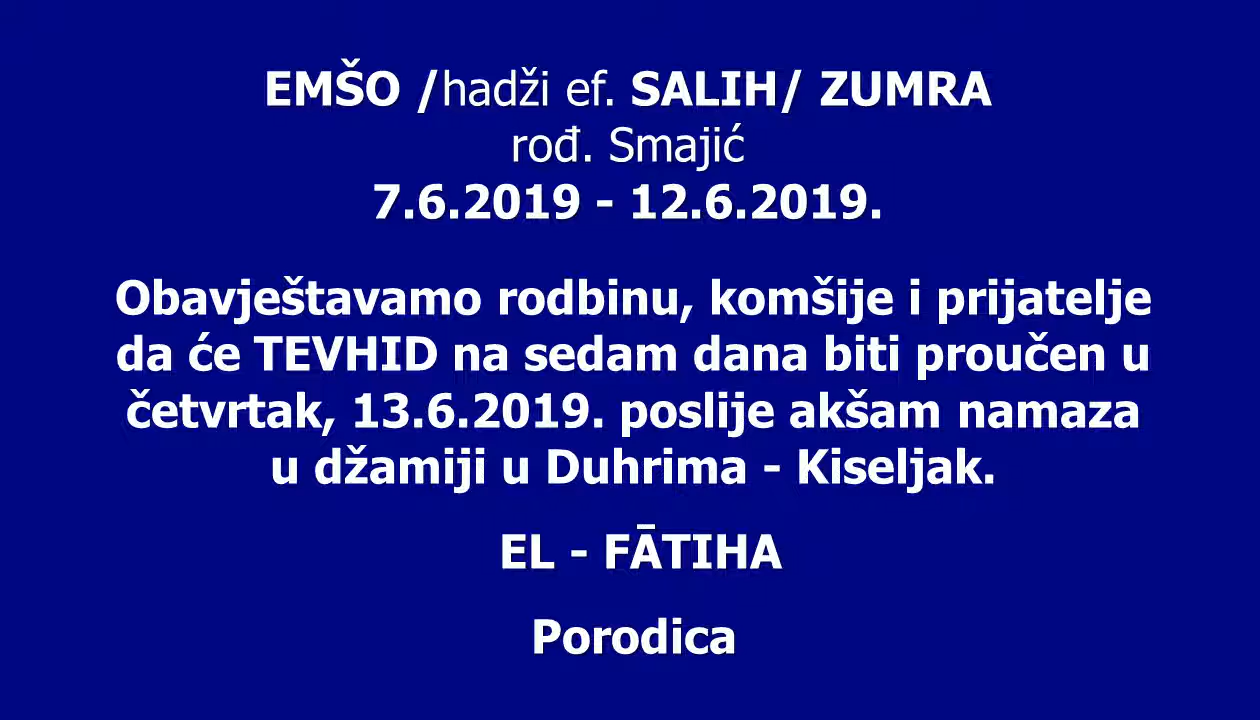 EMŠO /hadži ef. SALIH/ ZUMRA
rođ. Smajić
7.6.2019 - 12.6.2019.
Obavještavamo rodbinu, komšije i prijatelje
da će TEVHID na sedam dana biti proučen u
četvrtak, 13.6.2019. poslije akšam namaza
u džamiji u Duhrima - Kiseljak.
EL - FĀTIHA
Porodica